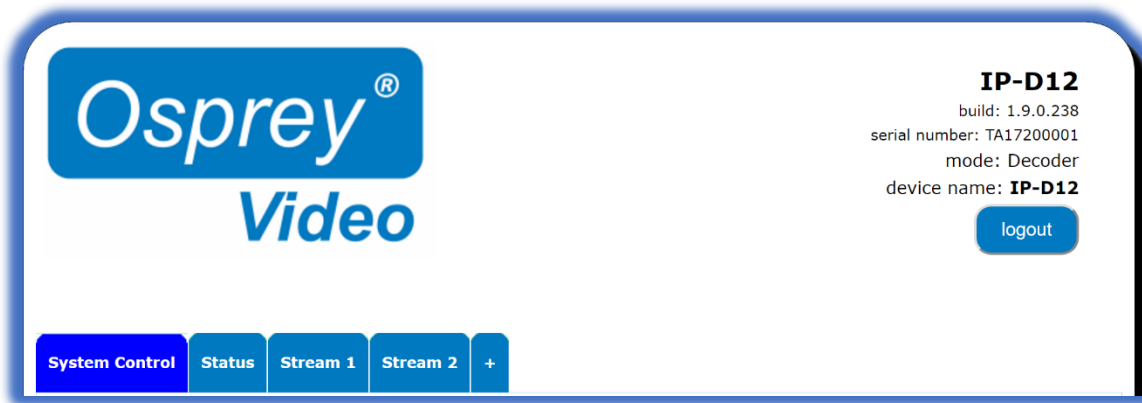 Osprey®
Video
IP-D12
build: 1.9.0.238
serial number: TA17200001
mode: Decoder
device name: IP-D12
logout
System Control Status Stream 1 Stream 2 +